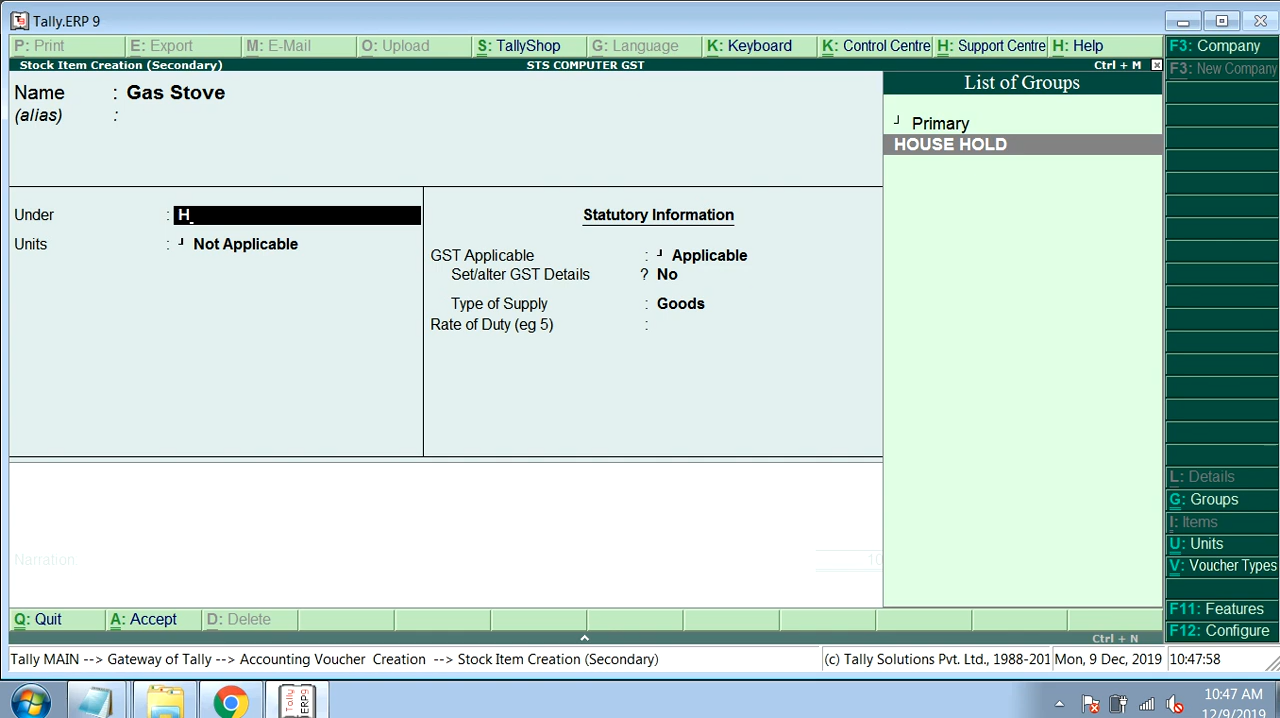 Tally.ERP 9
P: Print E: Export M: E-Mail O: Upload S: TallyShop G: Language K: Keyboard K: Control Centre H: Support Centre H: Help F3: Company
Stock Item Creation (Secondary) STS COMPUTER GST Ctrl + M
F3: New Company
Name : Gas Stove
(alias) :
List of Groups
Primary
HOUSE HOLD
Under : H
Units : Not Applicable
Statutory Information
GST Applicable : Applicable
Set/alter GST Details ? No
Type of Supply : Goods
Rate of Duty (eg 5) :
L: Details
G: Groups
I: Items
U: Units
V: Voucher Types
F11: Features
F12: Configure
Narration: 10
Q: Quit A: Accept D: Delete
Ctrl + N
Tally MAIN --> Gateway of Tally --> Accounting Voucher Creation --> Stock Item Creation (Secondary) (c) Tally Solutions Pvt. Ltd., 1988-201 Mon, 9 Dec, 2019 10:47:58
Tally ERP9
10:47 AM
12/9/2019